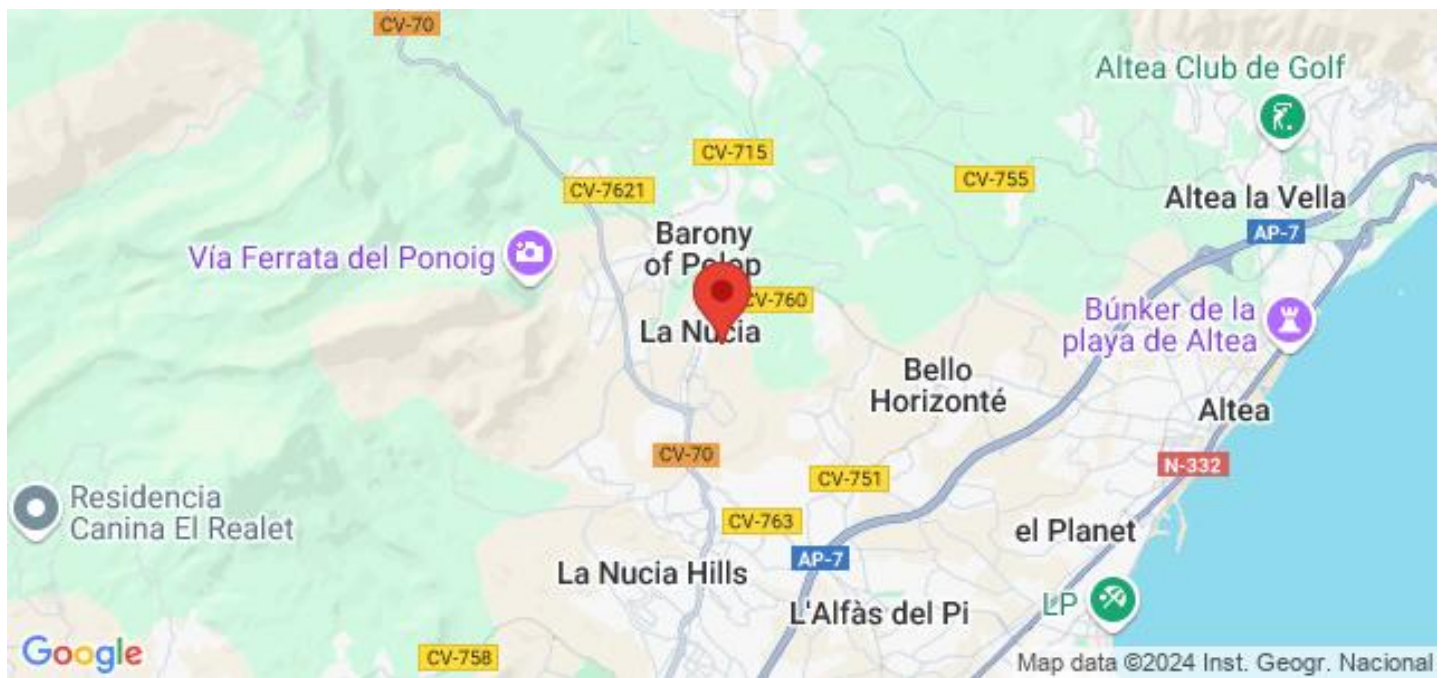 CV-70
Altea Club de Golf
CV-715
CV-755
CV-7621
Altea la Vella
Barony
of Polop
AP-7
Vía Ferrata del Ponoig
CV-760
La Nucia
Búnker de la
playa de Altea
Bello
Horizonté
Altea
CV-70
N-332
CV-751
Residencia
Canina El Realet
CV-763
el Planet
AP-7
La Nucia Hills
LP
L'Alfàs del Pi
Google
CV-758
Map data ©2024 Inst. Geogr. Nacional